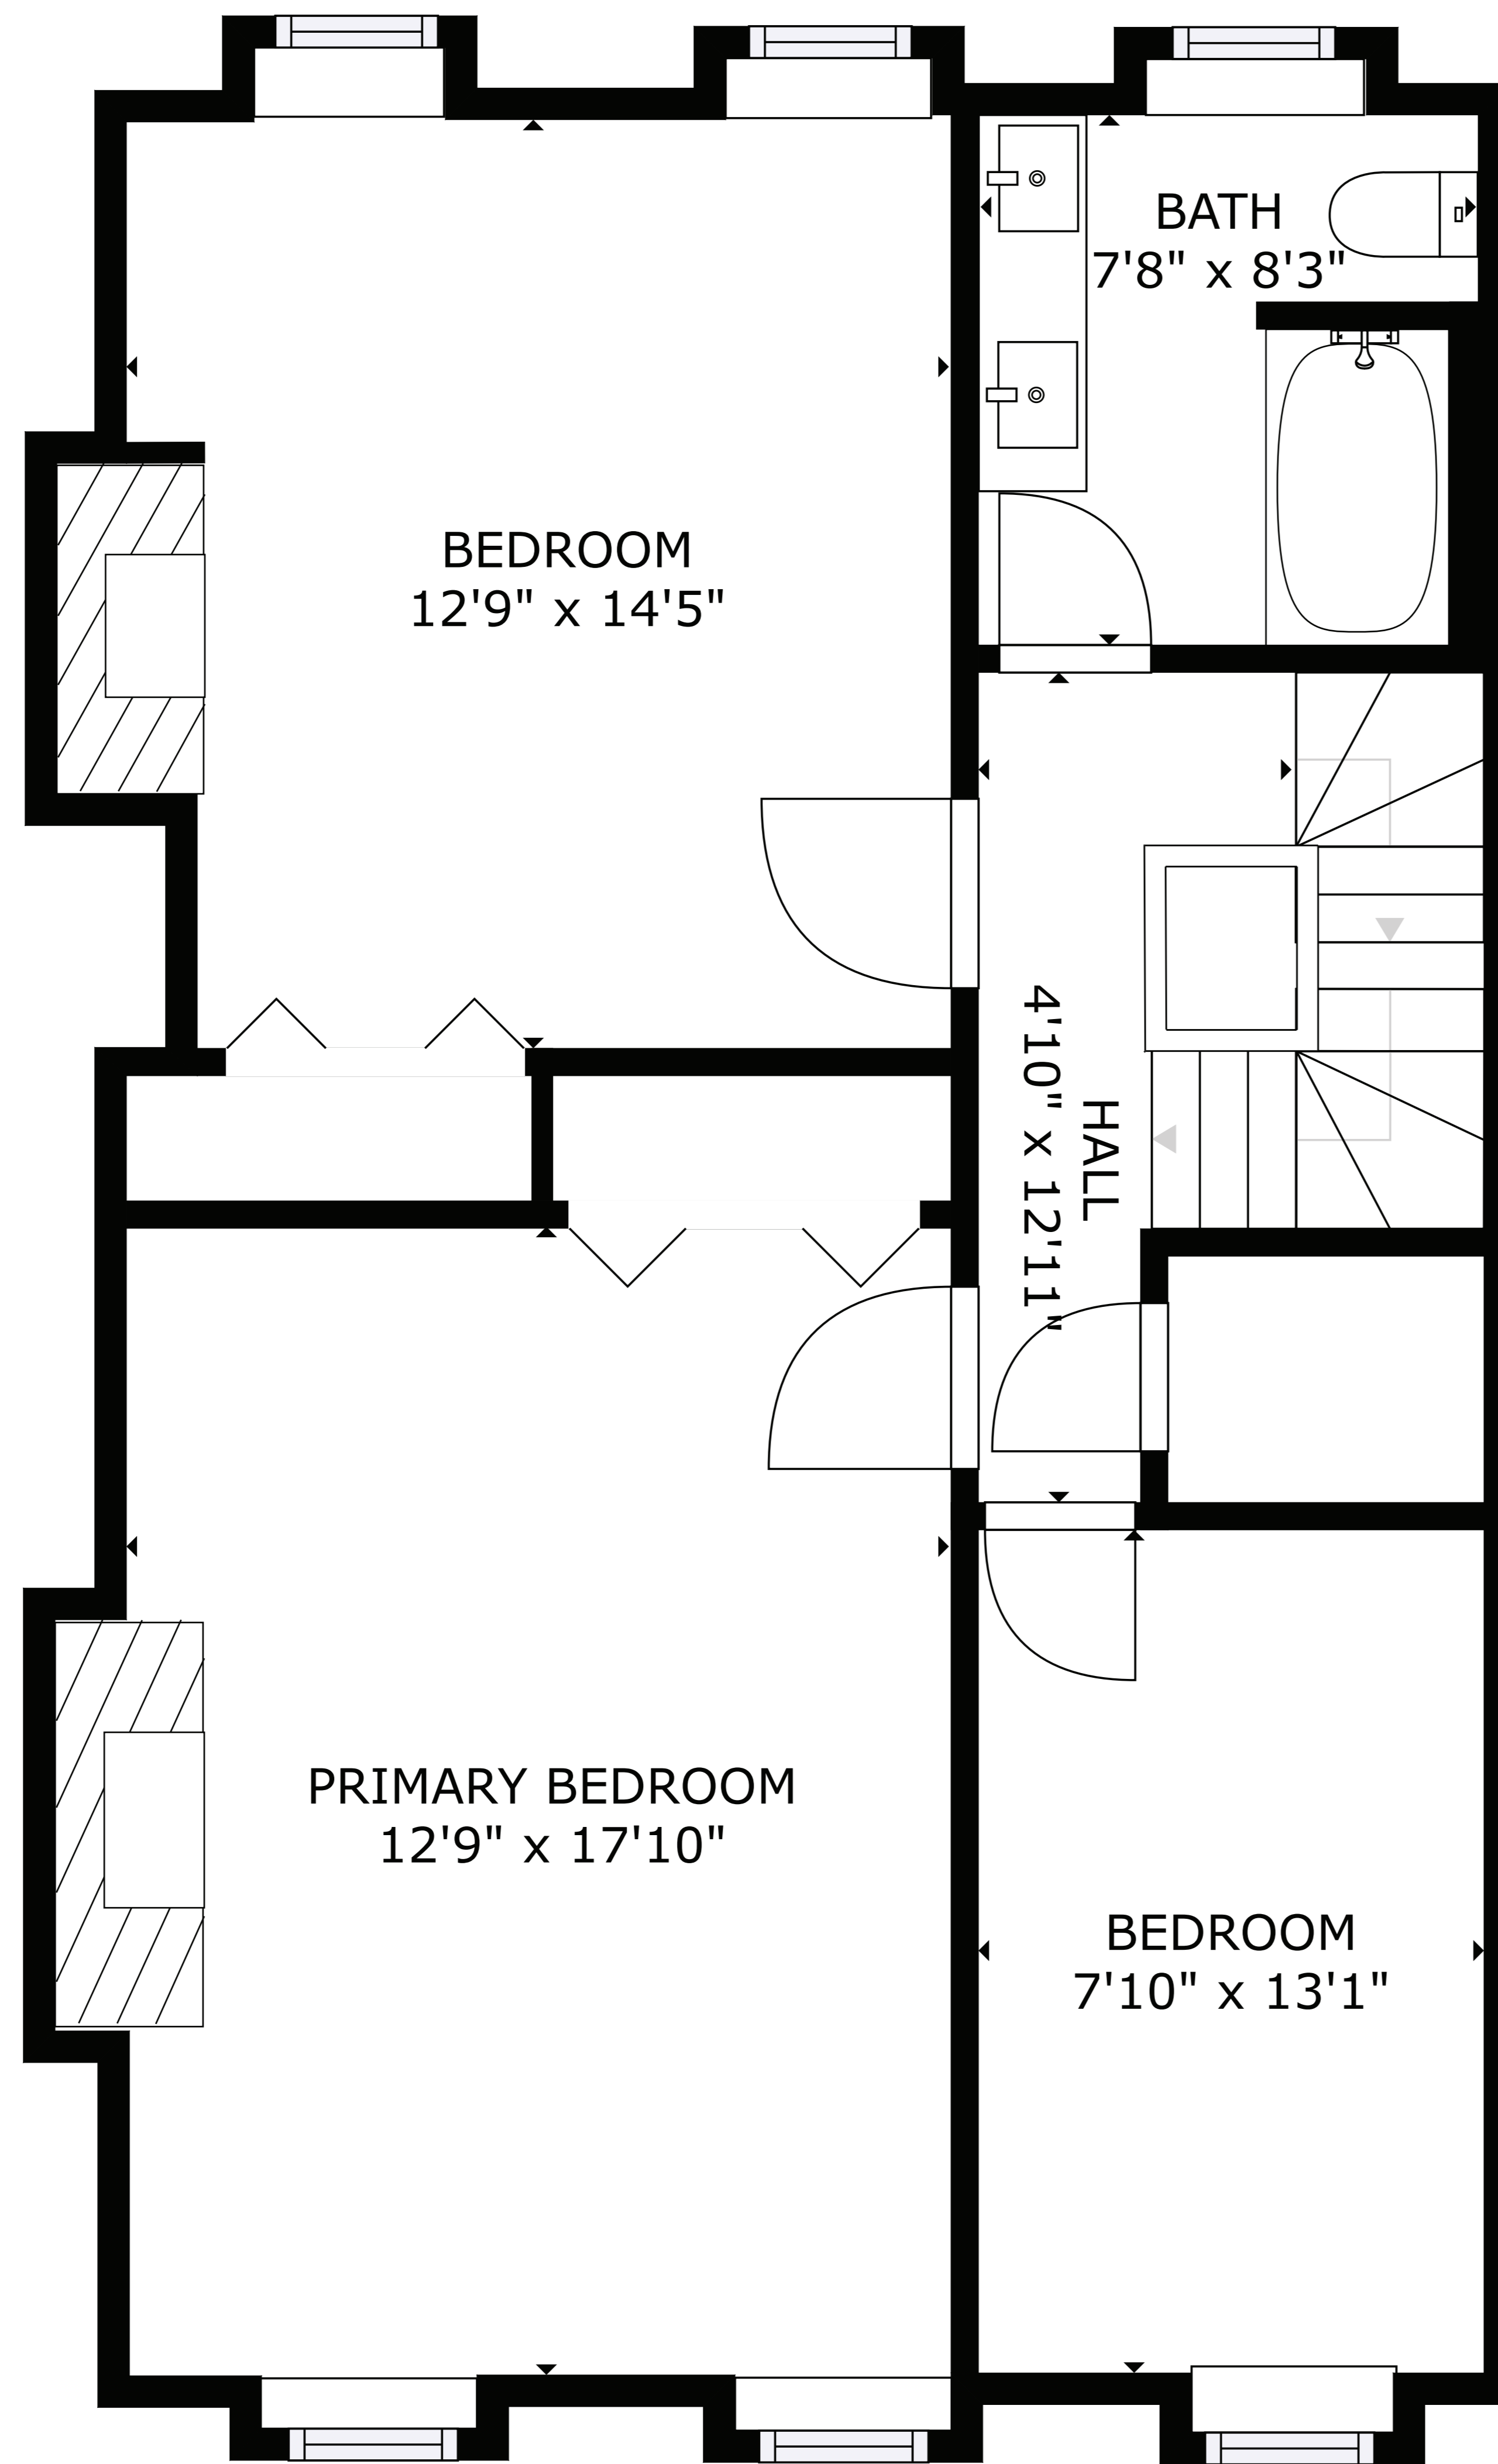 BATH
7'8" x 8'3"
BEDROOM
12'9" x 14'5"
HALL
4'10" x 12'11"
PRIMARY BEDROOM
12'9" x 17'10"
BEDROOM
7'10" x 13'1"